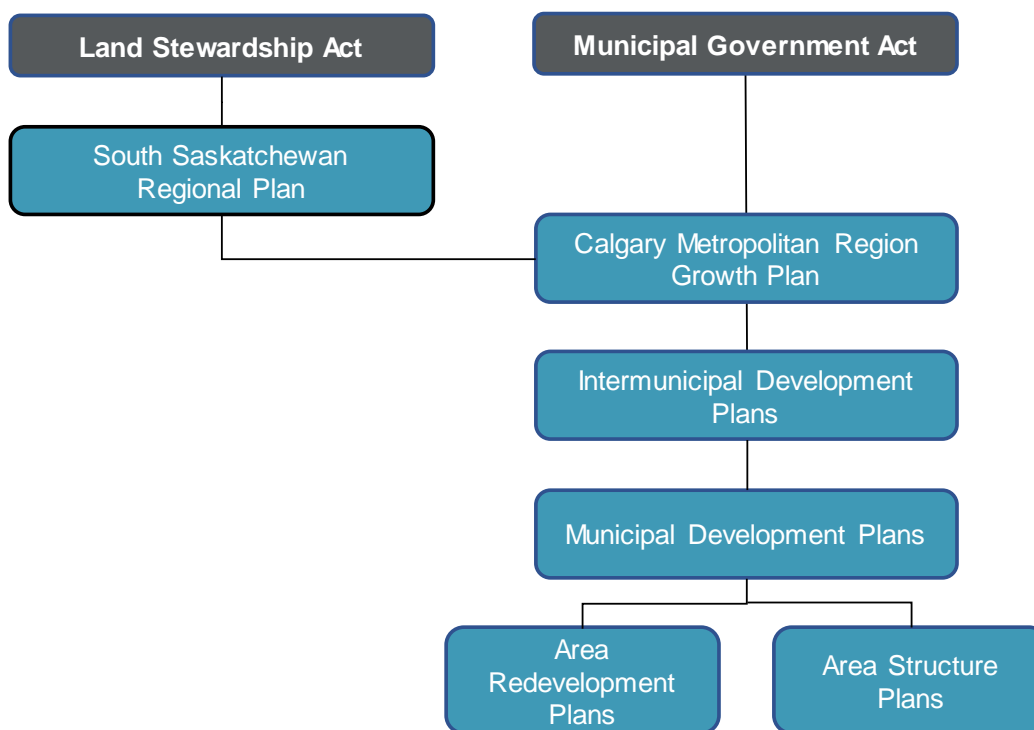 Land Stewardship Act
Municipal Government Act
South Saskatchewan
Regional Plan
Calgary Metropolitan Region
Growth Plan
Intermunicipal Development
Plans
Municipal Development Plans
Area
Redevelopment
Plans
Area Structure
Plans